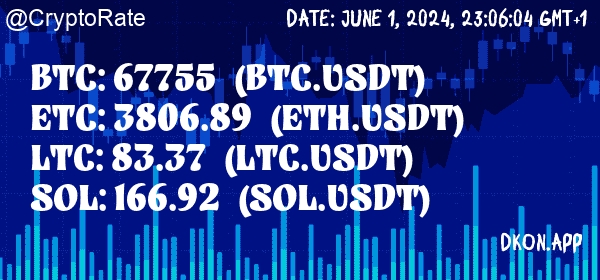 @CryptoRate
DATE: JUNE 1, 2024, 23:06:04 GMT+1
BTC: 67755 (BTC.USDT)
ETC: 3806.89 (ETH.USDT)
LTC: 83.37 (LTC.USDT)
SOL: 166.92 (SOL.USDT)
DKON.APP